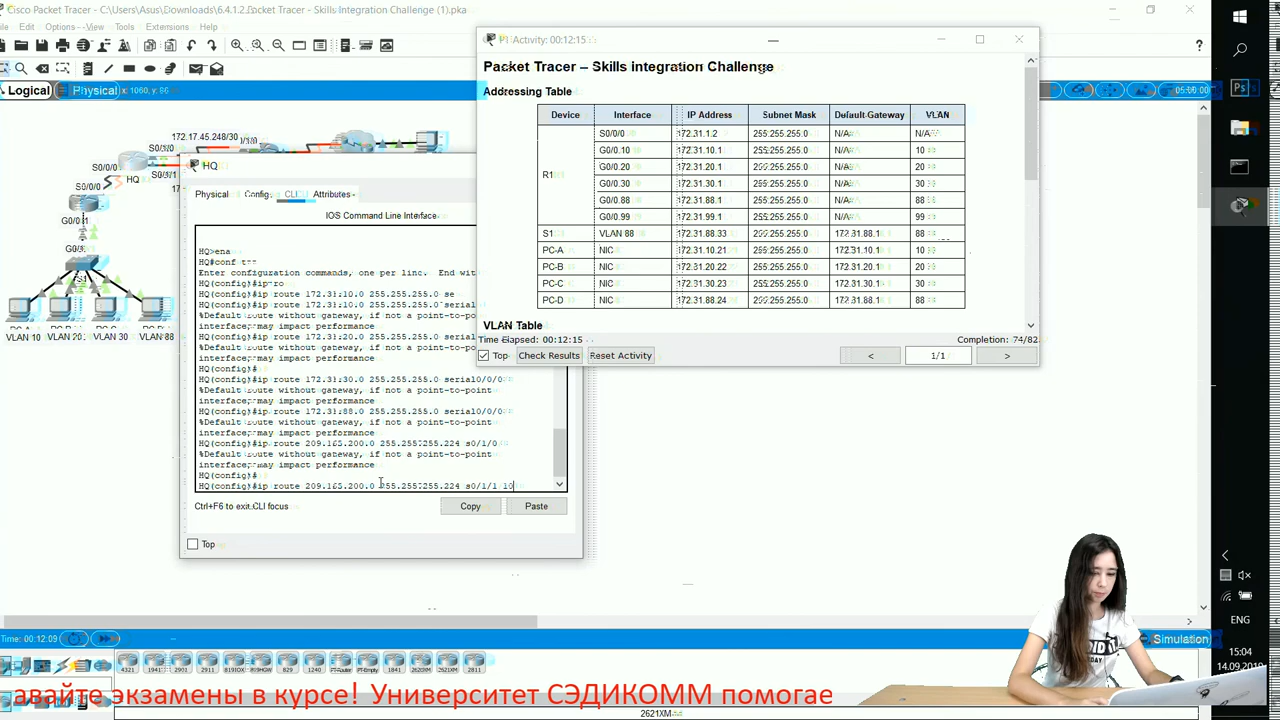 Cisco Packet Tracer - C:\Users\Asus\Downloads\6.4.1.2.Packet Tracer - Skills Integration Challenge (1).pka
Edit Options View Tools Extensions Help
Logical
Physical
x: 1060, y: 86
172.17.45.248/30
S0/0/0
S0/0/0
HQ
S0/0/0
S0/1/1
VLAN 10
VLAN 30
VLAN 88
HQ
Physical Config CLI Attributes
IOS Command Line Interface
HQ>ena
Enter configuration commands, one per line. End wit
HQ(config)#ip ro
HQ(config)#ip route 172.31.10.0 255.255.255.0 se
HQ(config)#ip route 172.31.10.0 255.255.255.0 serial
%Default route without gateway, if not a point-to-p
interface, may impact performance
HQ(config)#ip route 172.31.20.0 255.255.255.0 serial
%Default route without gateway, if not a point-to-p
interface, may impact performance
HQ(config)#
HQ(config)#ip route 172.31.30.0 255.255.255.0 serial0/0/0
%Default route without gateway, if not a point-to-point
interface, may impact performance
HQ(config)#ip route 172.31.88.0 255.255.255.0 serial0/0/0
%Default route without gateway, if not a point-to-point
interface, may impact performance
HQ(config)#ip route 209.165.200.0 255.255.255.224 s0/1/0
%Default route without gateway, if not a point-to-point
interface, may impact performance
HQ(config)#
HQ(config)#ip route 209.165.200.0 255.255.255.224 s0/1/1
Ctrl+F6 to exit CLI focus
Copy
Paste
Top
PT Activity: 00:12:15
Packet Tracer – Skills Integration Challenge
Addressing Table
Device Interface IP Address Subnet Mask Default Gateway VLAN
R1
S0/0/0 172.31.1.2 255.255.255.0 N/A N/A
G0/0.10 172.31.10.1 255.255.255.0 N/A 10
G0/0.20 172.31.20.1 255.255.255.0 N/A 20
G0/0.30 172.31.30.1 255.255.255.0 N/A 30
G0/0.88 172.31.88.1 255.255.255.0 N/A 88
G0/0.99 172.31.99.1 255.255.255.0 N/A 99
S1 VLAN 88 172.31.88.33 255.255.255.0 172.31.88.1 88
PC-A NIC 172.31.10.21 255.255.255.0 172.31.10.1 10
PC-B NIC 172.31.20.22 255.255.255.0 172.31.20.1 20
PC-C NIC 172.31.30.23 255.255.255.0 172.31.30.1 30
PC-D NIC 172.31.88.24 255.255.255.0 172.31.88.1 88
VLAN Table
Time Elapsed: 00:12:15
Completion: 74/82
Top
Check Results
Reset Activity
<
1/1
>
Time: 00:12:09
Simulation
4321 1941 2901 2911 819IOX 819HGW 829 1240 PT-Router PT-Empty 1841 2620XM 2621XM 2811
2621XM
авайте экзамены в курсе! Университет СЭДИКОММ помогае
ENG
15:04